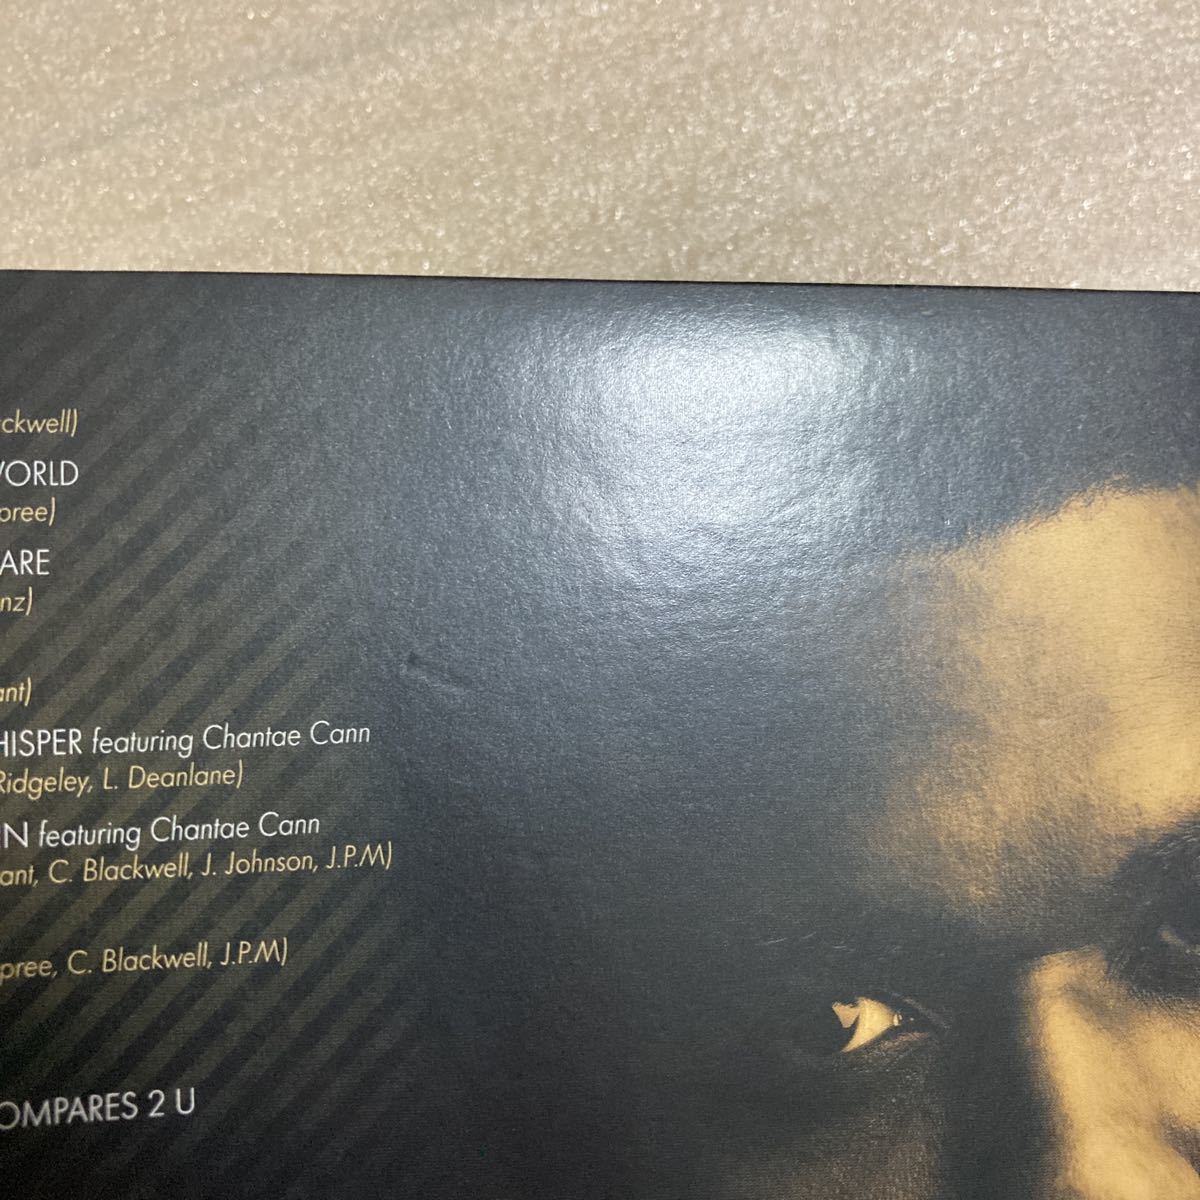 ckwell)
WORLD
pree)
ARE
nz)
ant)
HISPER featuring Chantae Cann
Ridgeley, L. Deanlane)
N featuring Chantae Cann
ant, C. Blackwell, J. Johnson, J.P.M)
pree, C. Blackwell, J.P.M)
OMPARES 2 U